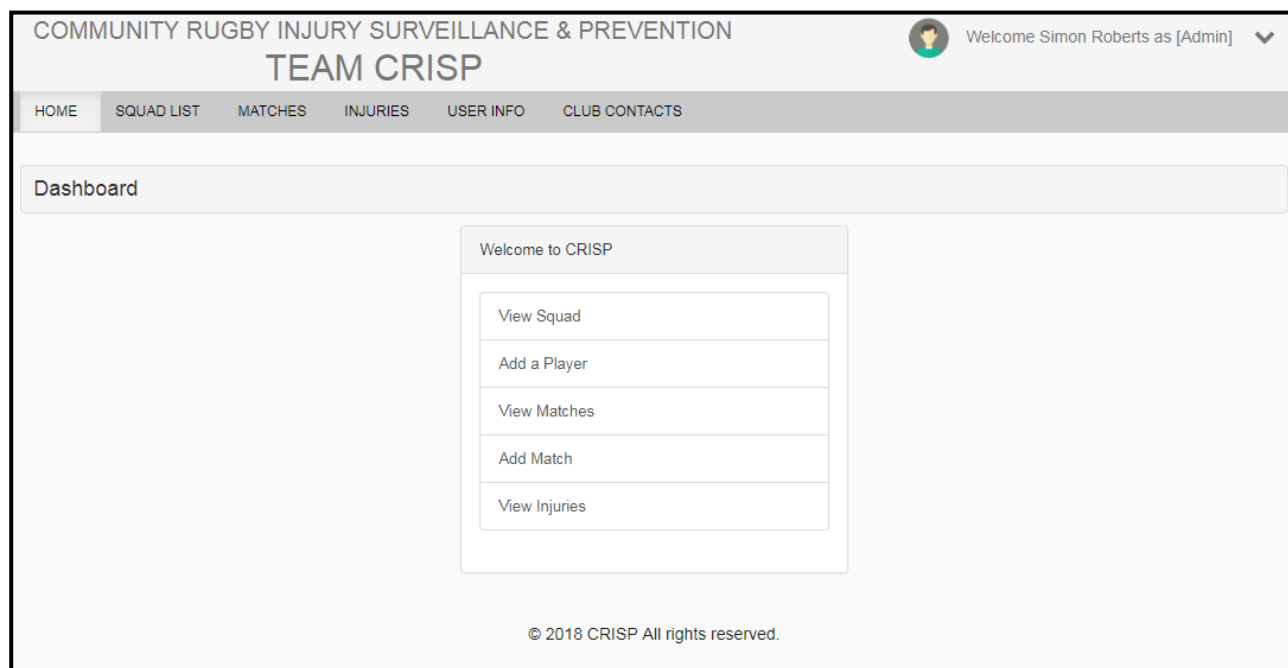 COMMUNITY RUGBY INJURY SURVEILLANCE & PREVENTION
TEAM CRISP
Welcome Simon Roberts as [Admin]
HOME SQUAD LIST MATCHES INJURIES USER INFO CLUB CONTACTS
Dashboard
Welcome to CRISP
View Squad
Add a Player
View Matches
Add Match
View Injuries
© 2018 CRISP All rights reserved.